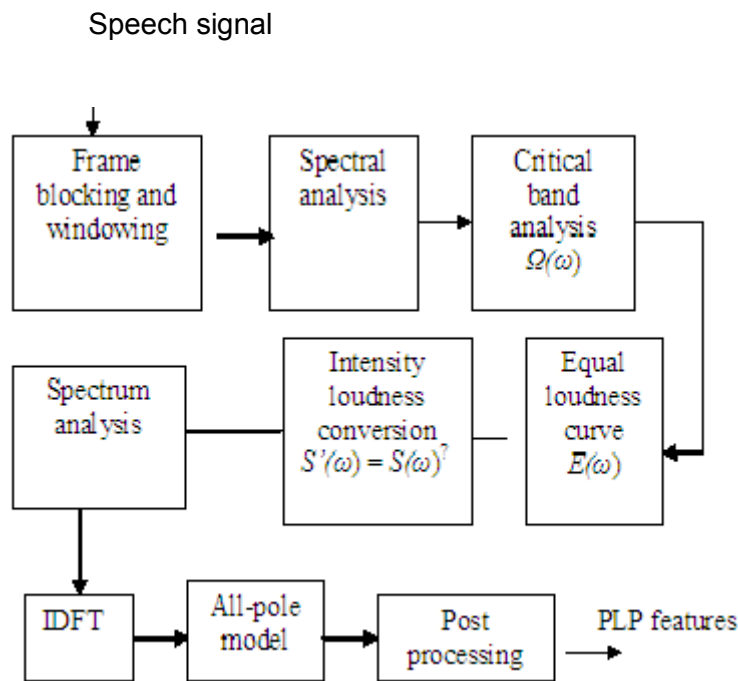 Speech signal
Frame
blocking and
windowing
Spectral
analysis
Critical
band
analysis
Ω(ω)
Equal
loudness
curve
E(ω)
Intensity
loudness
conversion
S'(ω) = S(ω)^?
Spectrum
analysis
IDFT
All-pole
model
Post
processing
PLP features